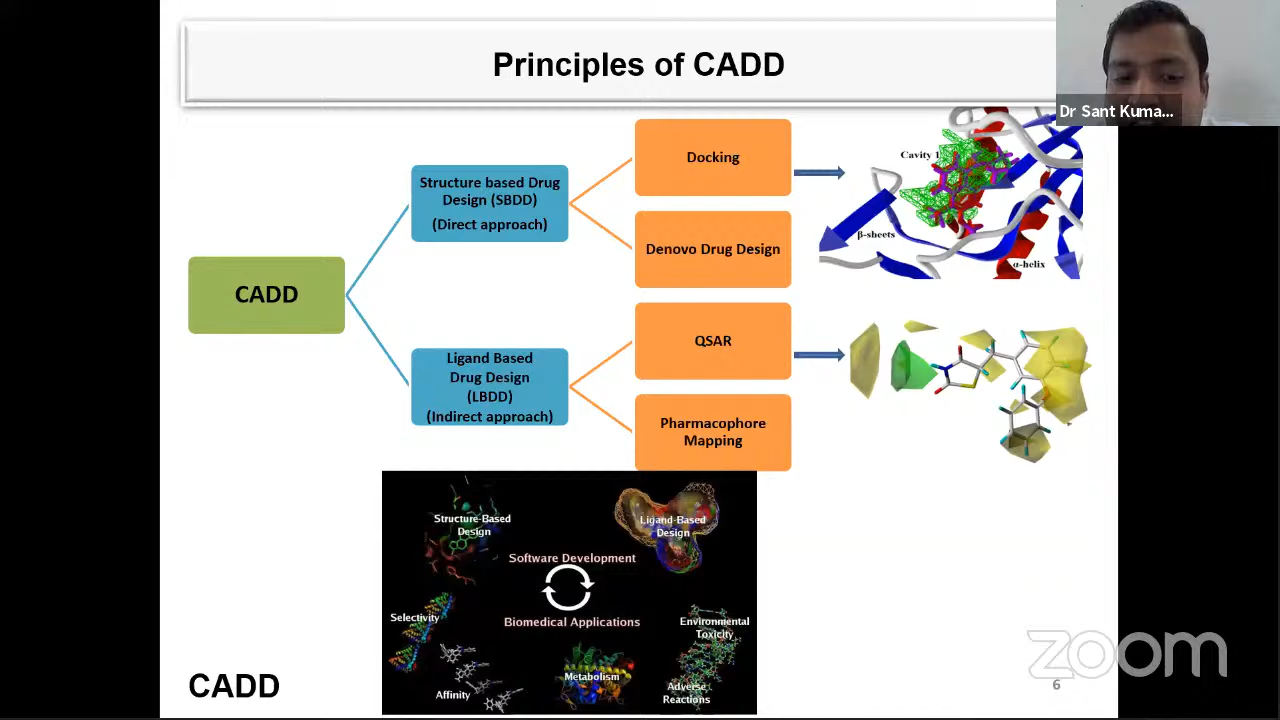 Principles of CADD
Dr Sant Kuma...
CADD
Structure based Drug
Design (SBDD)
(Direct approach)
Docking
Denovo Drug Design
Cavity 1
β-sheets
α-helix
Ligand Based
Drug Design
(LBDD)
(Indirect approach)
QSAR
Pharmacophore
Mapping
Structure-Based
Design
Ligand-Based
Design
Software Development
Biomedical Applications
Selectivity
Affinity
Metabolism
Environmental
Toxicity
Adverse
Reactions
CADD
zoom
6